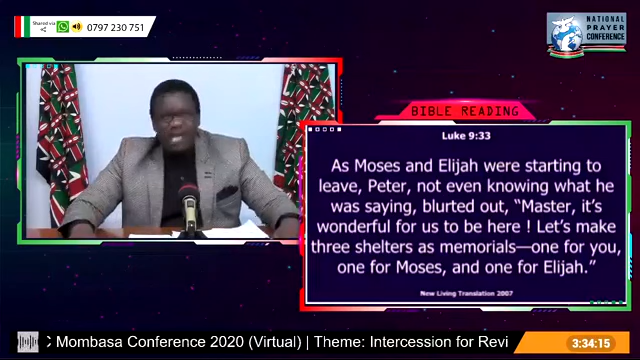 Shared via
0797 230 751
NATIONAL
PRAYER
CONFERENCE
BIBLE READING
Luke 9:33
As Moses and Elijah were starting to
leave, Peter, not even knowing what he
was saying, blurted out, “Master, it’s
wonderful for us to be here ! Let’s make
three shelters as memorials—one for you,
one for Moses, and one for Elijah.”
New Living Translation 2007
C Mombasa Conference 2020 (Virtual) | Theme: Intercession for Revi
3:34:15